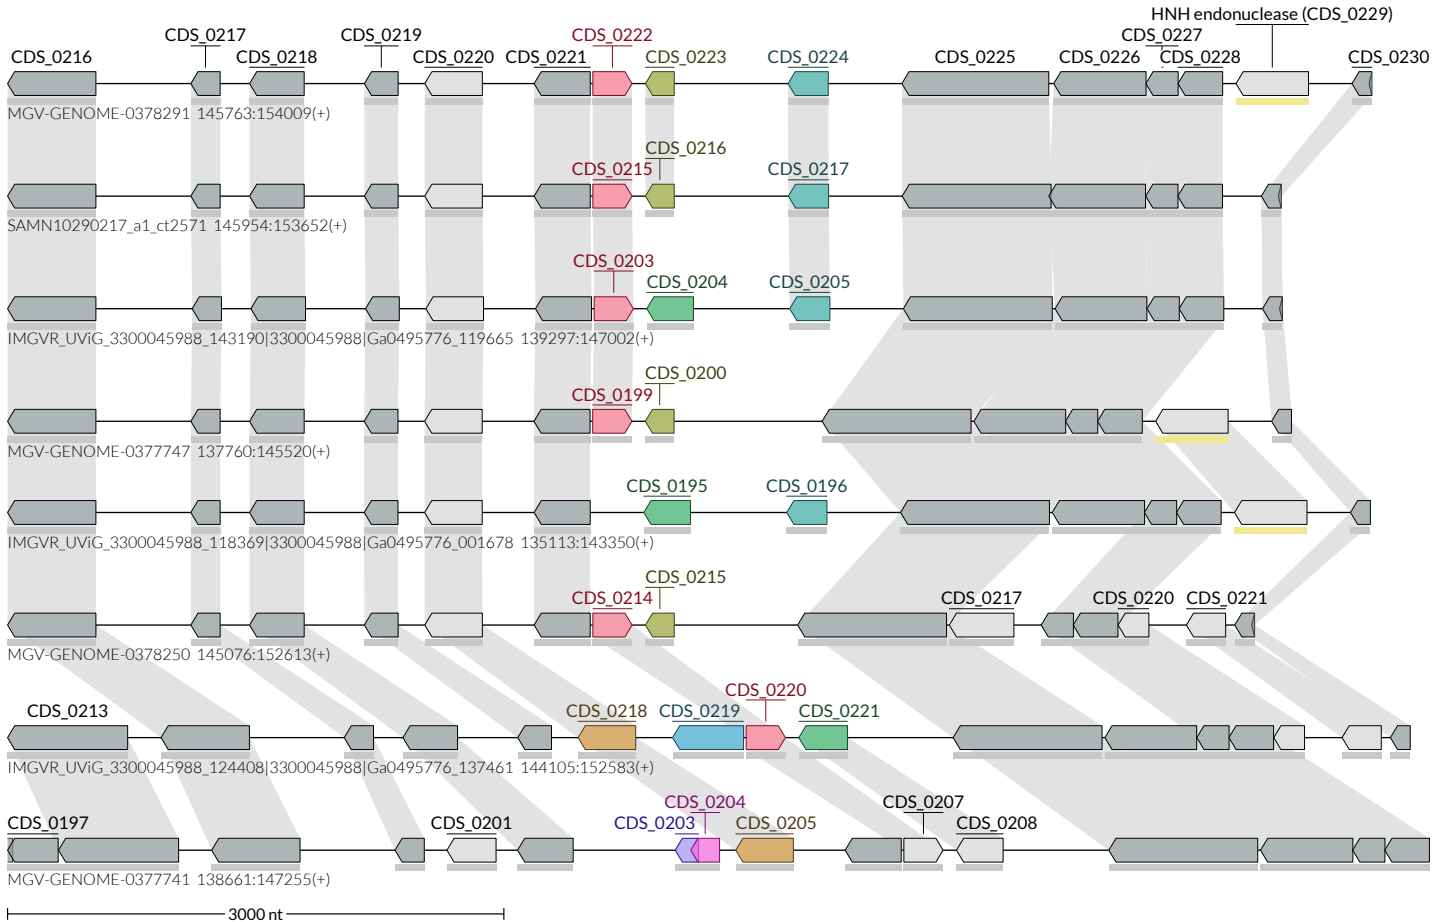 HNH endonuclease (CDS_0229)
CDS_0217 CDS_0219 CDS_0222 CDS_0227
CDS_0216 CDS_0218 CDS_0220 CDS_0221 CDS_0223 CDS_0224 CDS_0225 CDS_0226 CDS_0228 CDS_0230
MGV-GENOME-0378291 145763:154009(+)
CDS_0216
CDS_0215 CDS_0217
SAMN10290217_a1_ct2571 145954:153652(+)
CDS_0203
CDS_0204 CDS_0205
IMGVR_UViG_3300045988_143190|3300045988|Ga0495776_119665 139297:147002(+)
CDS_0200
CDS_0199
MGV-GENOME-0377747 137760:145520(+)
CDS_0195 CDS_0196
IMGVR_UViG_3300045988_118369|3300045988|Ga0495776_001678 135113:143350(+)
CDS_0215
CDS_0214 CDS_0217 CDS_0220 CDS_0221
MGV-GENOME-0378250 145076:152613(+)
CDS_0220
CDS_0213 CDS_0218 CDS_0219 CDS_0221
IMGVR_UViG_3300045988_124408|3300045988|Ga0495776_137461 144105:152583(+)
CDS_0204 CDS_0207
CDS_0197 CDS_0201 CDS_0203 CDS_0205 CDS_0208
MGV-GENOME-0377741 138661:147255(+)
3000 nt